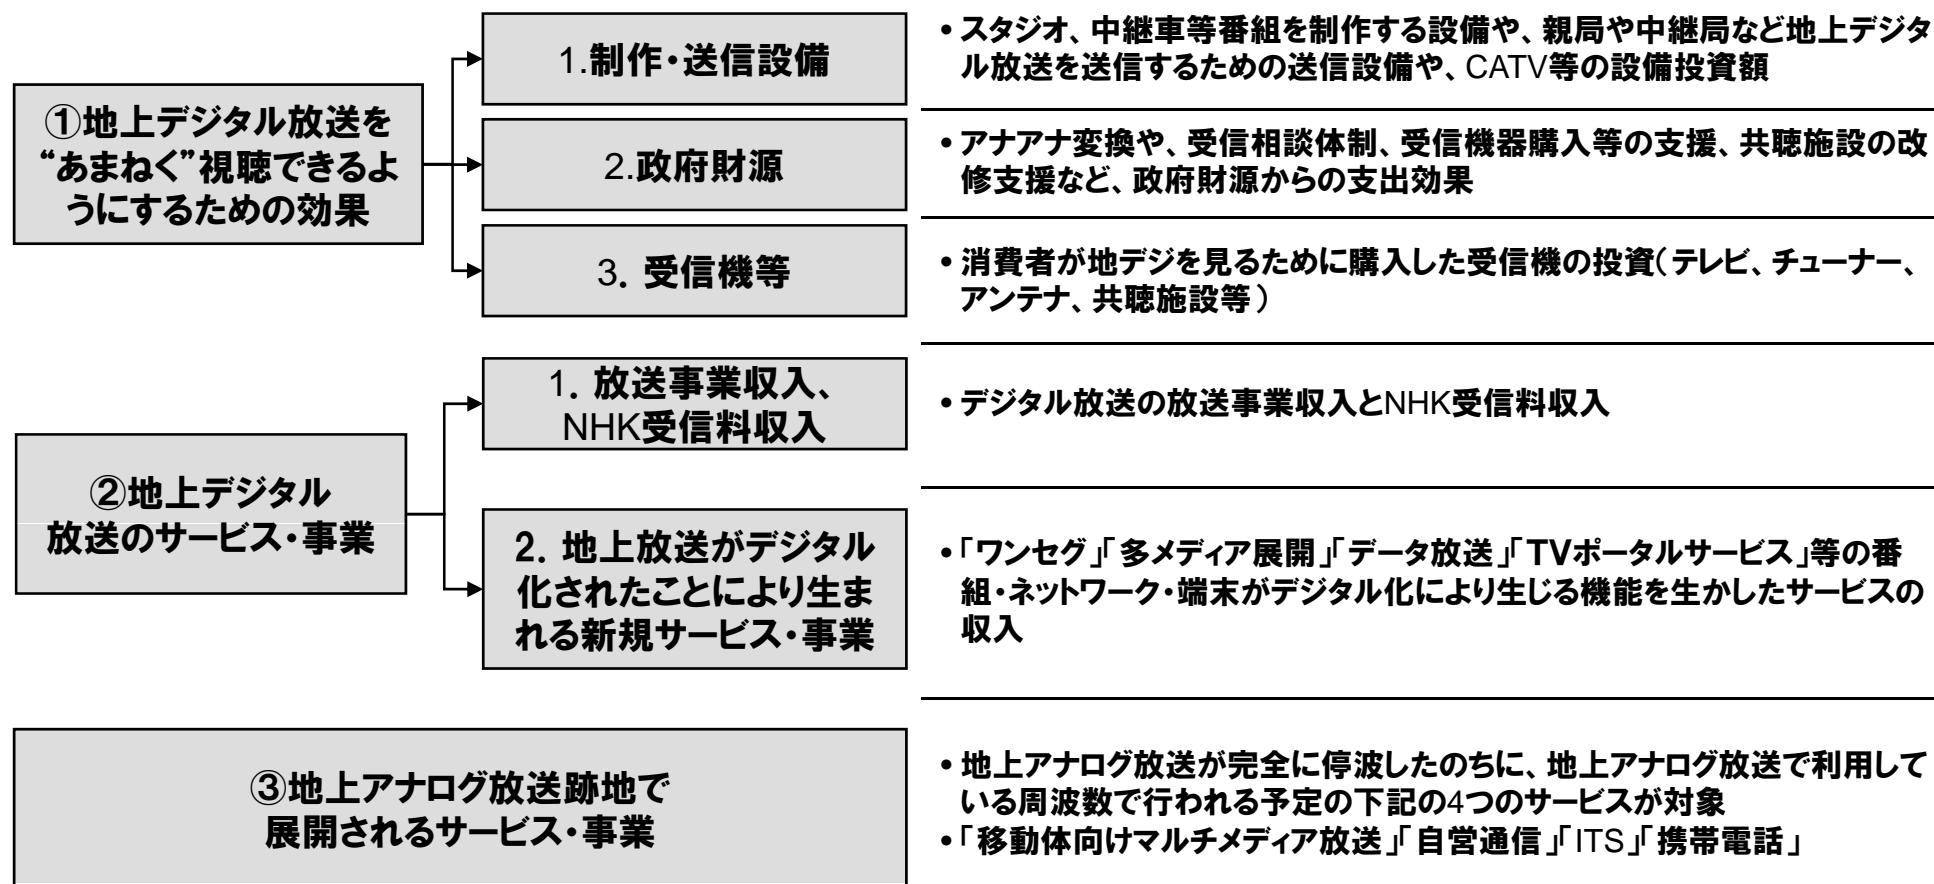 ①地上デジタル放送を
“あまねく”視聴できるよ
うにするための効果
1.制作・送信設備
•スタジオ、中継車等番組を制作する設備や、親局や中継局など地上デジタ
ル放送を送信するための送信設備や、CATV等の設備投資額
2.政府財源
•アナアナ変換や、受信相談体制、受信機器購入等の支援、共聴施設の改
修支援など、政府財源からの支出効果
3. 受信機等
•消費者が地デジを見るために購入した受信機の投資(テレビ、チューナー、
アンテナ、共聴施設等)
②地上デジタル
放送のサービス・事業
1. 放送事業収入、
NHK受信料収入
•デジタル放送の放送事業収入とNHK受信料収入
2. 地上放送がデジタル
化されたことにより生ま
れる新規サービス・事業
•「ワンセグ」「多メディア展開」「データ放送」「TVポータルサービス」等の番
組・ネットワーク・端末がデジタル化により生じる機能を生かしたサービスの
収入
③地上アナログ放送跡地で
展開されるサービス・事業
•地上アナログ放送が完全に停波したのちに、地上アナログ放送で利用して
いる周波数で行われる予定の下記の4つのサービスが対象
•「移動体向けマルチメディア放送」「自営通信」「ITS」「携帯電話」